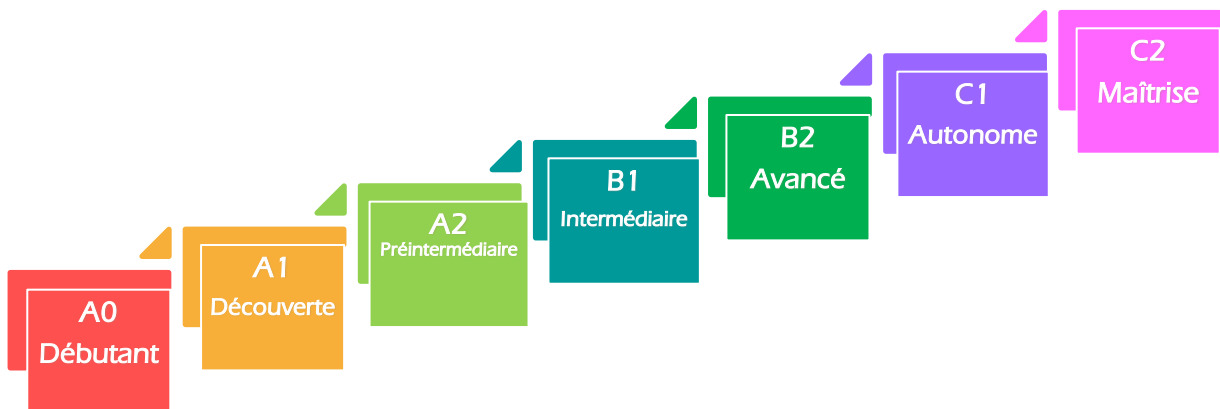 A0
Débutant
A1
Découverte
A2
Préintermédiaire
B1
Intermédiaire
B2
Avancé
C1
Autonome
C2
Maîtrise